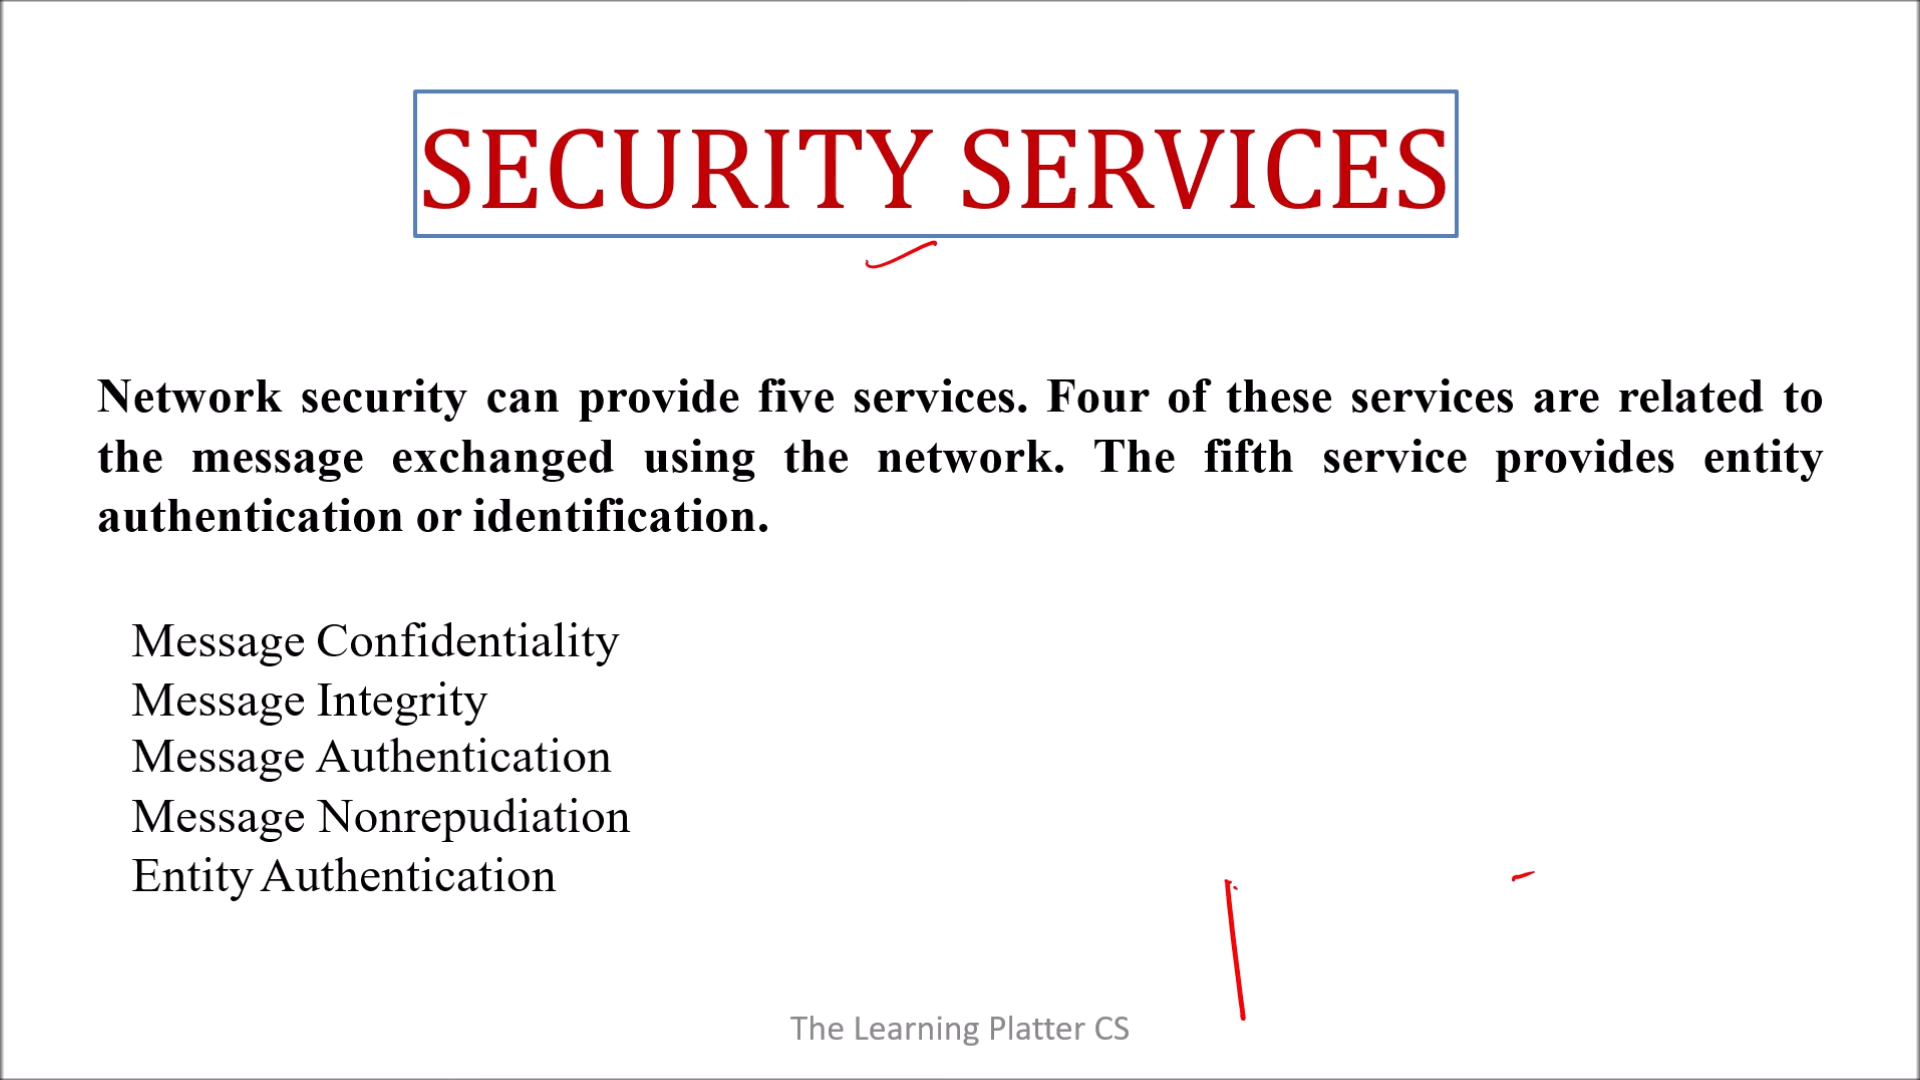 SECURITY SERVICES
Network security can provide five services. Four of these services are related to
the message exchanged using the network. The fifth service provides entity
authentication or identification.
Message Confidentiality
Message Integrity
Message Authentication
Message Nonrepudiation
Entity Authentication
The Learning Platter CS